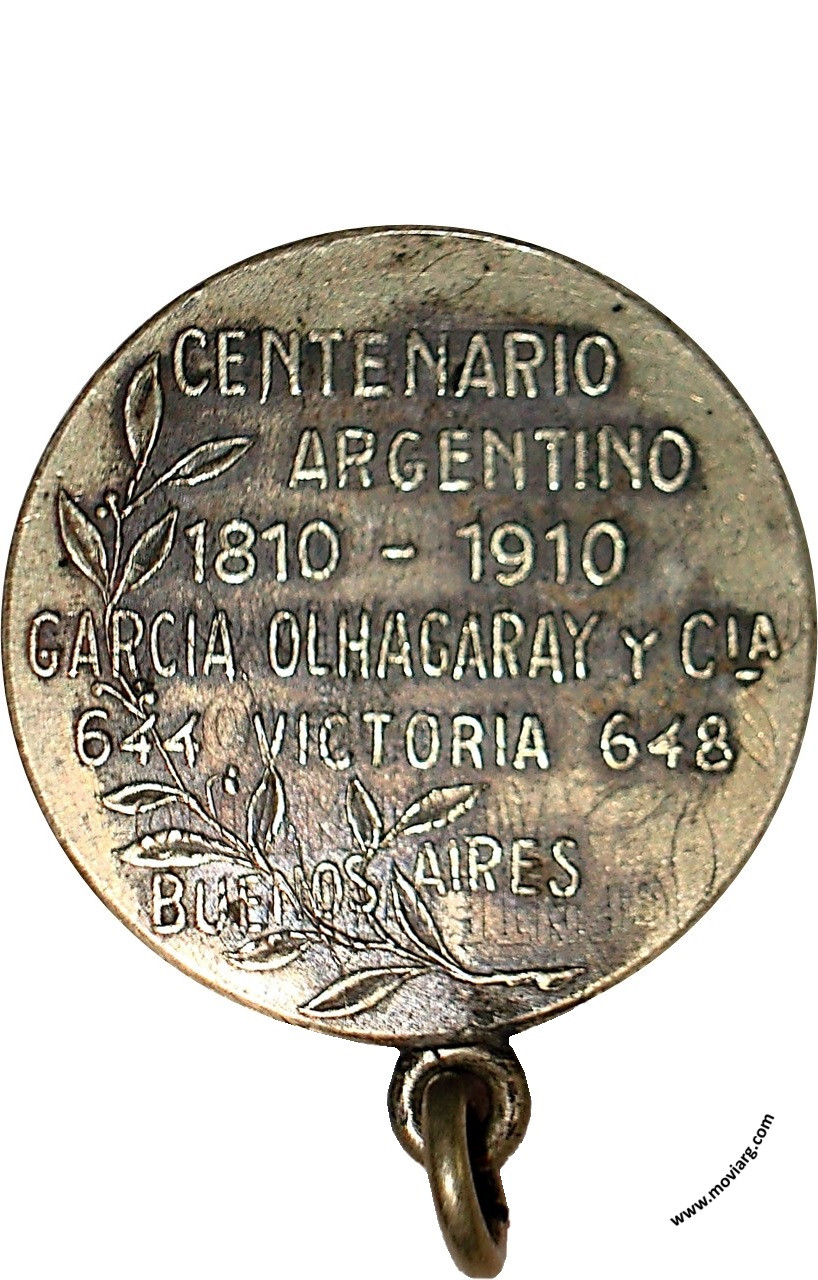 CENTENARIO
ARGENTINO
1810 - 1910
GARCIA OLHAGARAY Y CIA
644 VICTORIA 648
BUENOS AIRES
www.moviarg.com